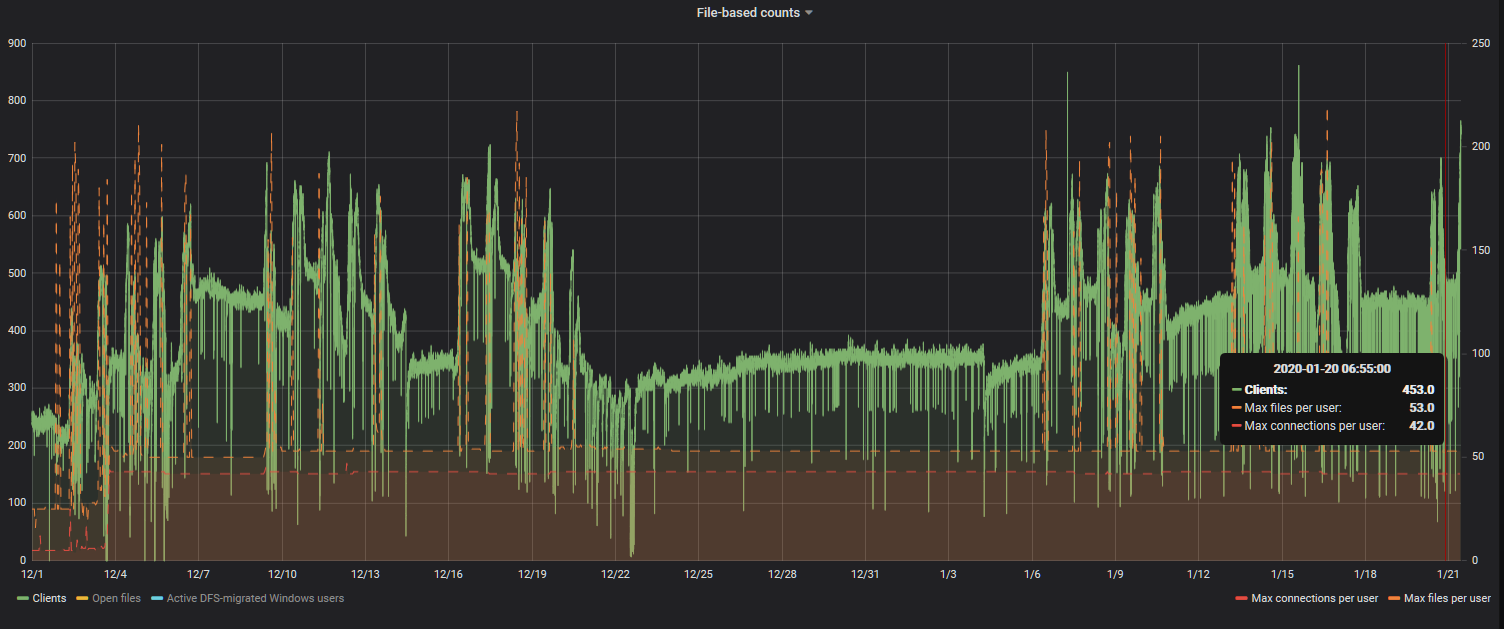 File-based counts
900 250
800
200
700
600
150
500
400
100
300
2020-01-20 06:55:00
Clients: 453.0
Max files per user: 53.0
Max connections per user: 42.0
200
50
100
0 0
12/1 12/4 12/7 12/10 12/13 12/16 12/19 12/22 12/25 12/28 12/31 1/3 1/6 1/9 1/12 1/15 1/18 1/21
Clients Open files Active DFS-migrated Windows users Max connections per user Max files per user